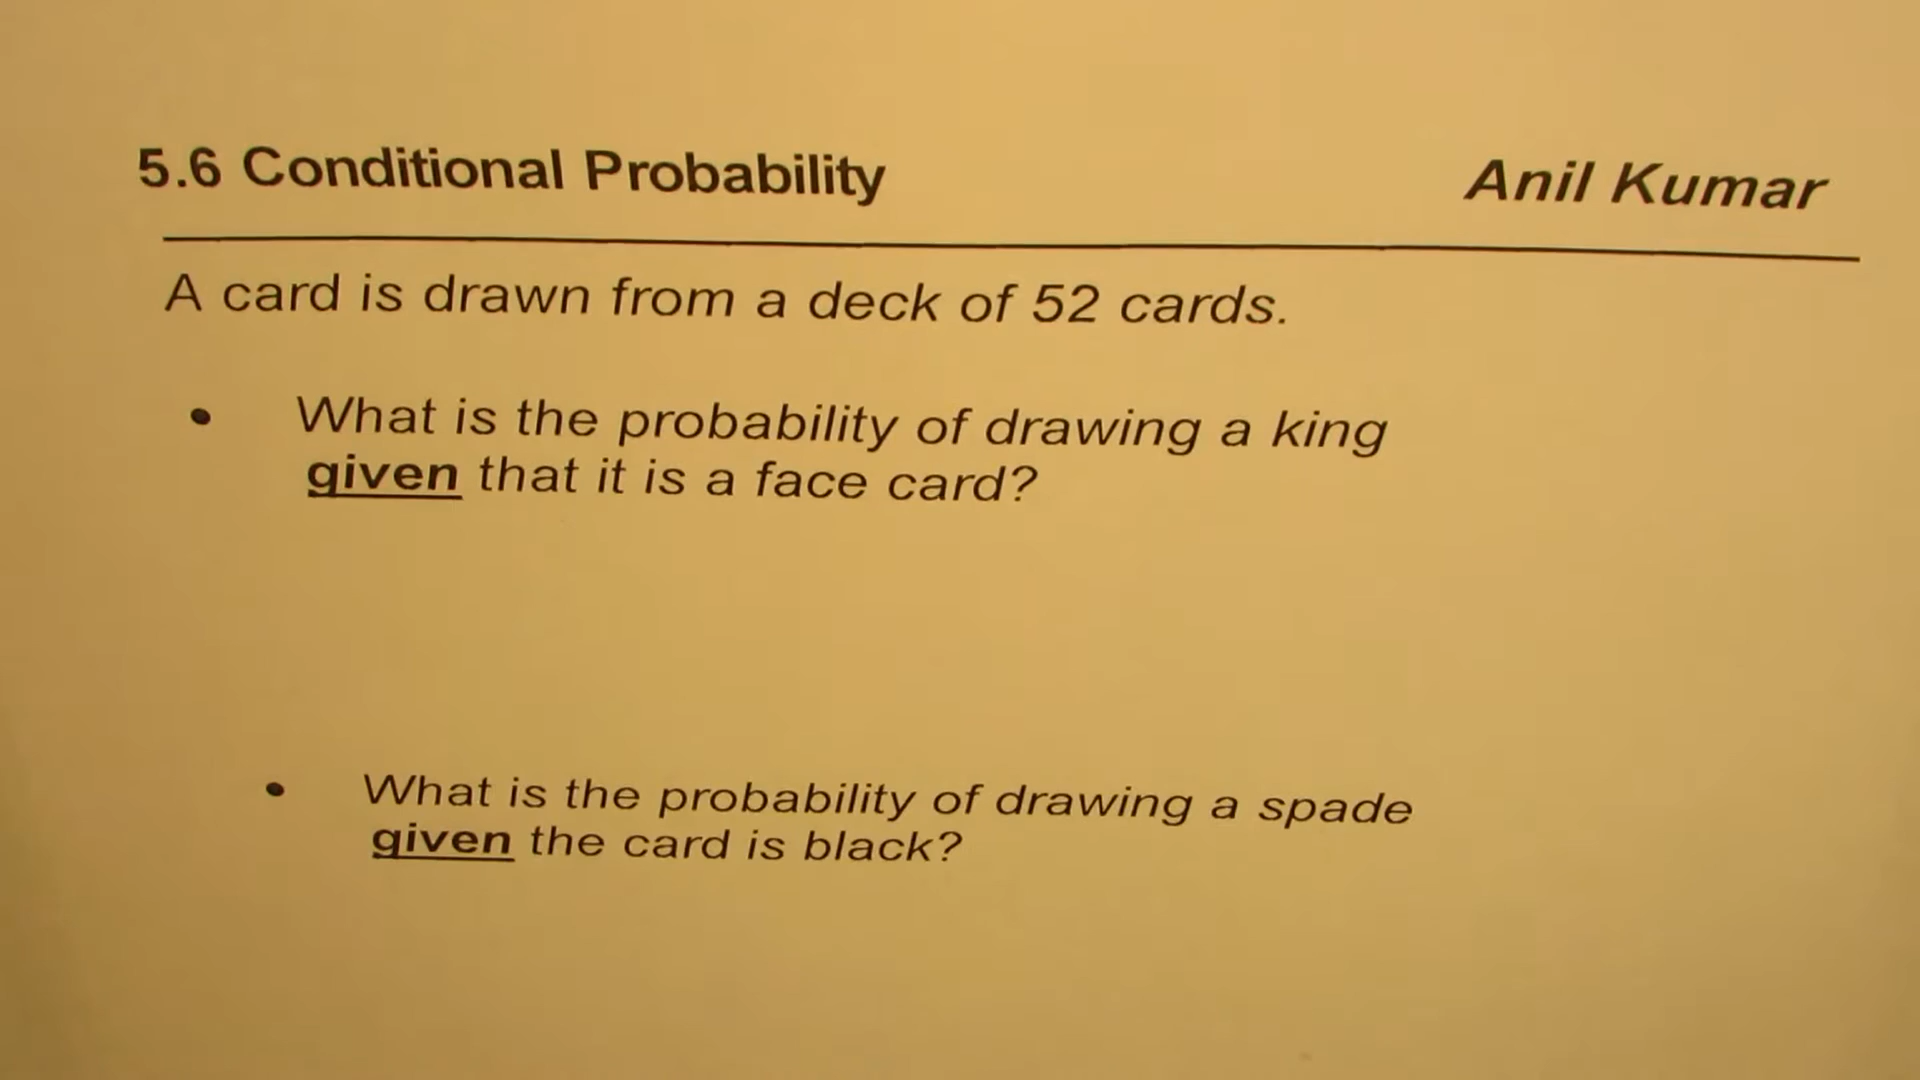 5.6 Conditional Probability
Anil Kumar
A card is drawn from a deck of 52 cards.
• What is the probability of drawing a king
given that it is a face card?
• What is the probability of drawing a spade
given the card is black?